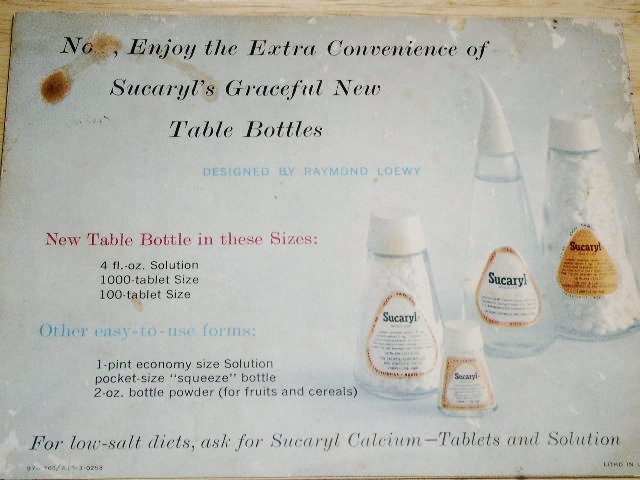 Enjoy the Extra Convenience of
Sucaryl's Graceful New
Table Bottles
DESIGNED BY RAYMOND LOEWY
New Table Bottle in these Sizes:
4 fl.-oz. Solution
1000-tablet Size
100-tablet Size
Other easy-to-use forms:
1-pint economy size Solution
pocket-size "squeeze" bottle
2-oz. bottle powder (for fruits and cereals)
Sucaryl
Sucaryl
Sucaryl
Sucaryl
For low-salt diets, ask for Sucaryl Calcium—Tablets and Solution
LITHO IN